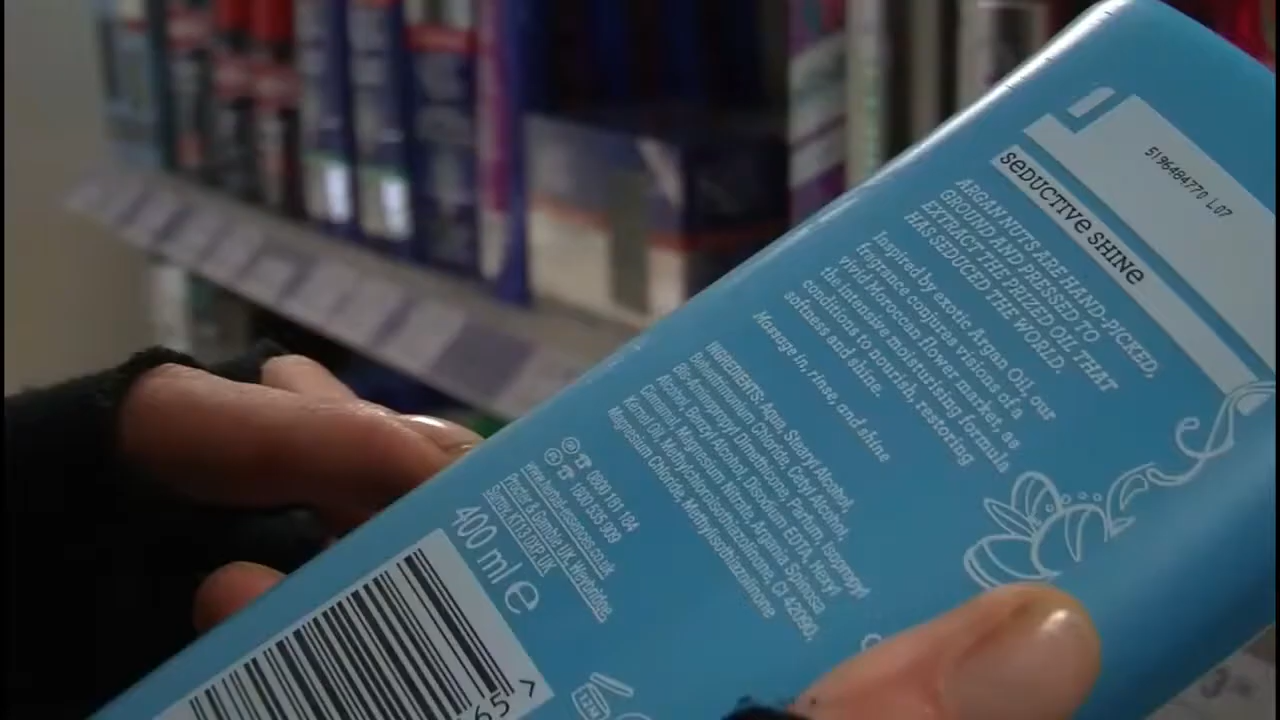 5196484770 L07
SEDUCTIVE SHINE
ARGAN NUTS ARE HAND-PICKED,
GROUND AND PRESSED TO
EXTRACT THE PRIZED OIL THAT
HAS SEDUCED THE WORLD.
Inspired by exotic Argan Oil, our
fragrance conjures visions of a
vivid Moroccan flower market, as
the intensive moisturising formula
conditions to nourish, restoring
softness and shine.
Massage in, rinse, and shine
INGREDIENTS: Aqua, Stearyl Alcohol,
Behentrimonium Chloride, Cetyl Alcohol,
Bis-Aminopropyl Dimethicone, Parfum, Isopropyl
Alcohol, Benzyl Alcohol, Disodium EDTA, Hexyl
Cinnamal, Magnesium Nitrate, Argania Spinosa
Kernel Oil, Methylchloroisothiazolinone, CI 42090,
Magnesium Chloride, Methylisothiazolinone
0800 181 184
1800 535 909
www.herbalessences.co.uk
Procter & Gamble UK, Weybridge,
Surrey, KT13 0XP, UK
400 ml e
65 >
12M